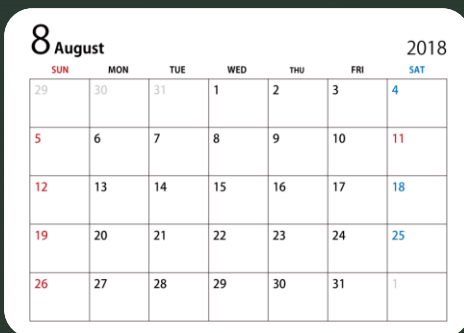 8 August 2018
SUN MON TUE WED THU FRI SAT
29 30 31 1 2 3 4
5 6 7 8 9 10 11
12 13 14 15 16 17 18
19 20 21 22 23 24 25
26 27 28 29 30 31 1